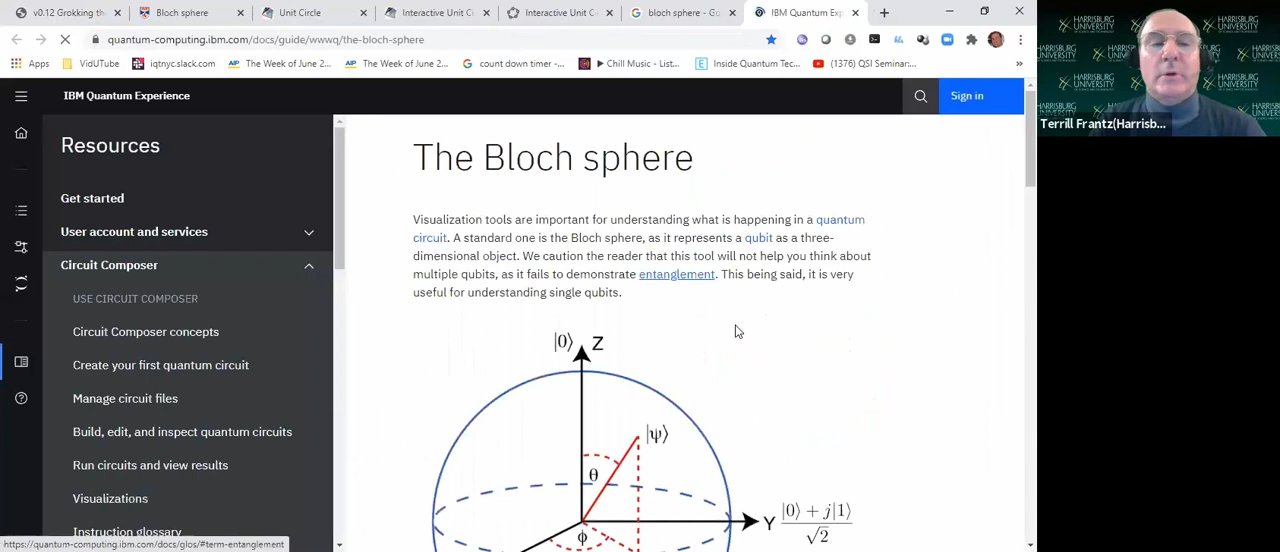 v0.12 Grokking the
Bloch sphere
Unit Circle
Interactive Unit C
Interactive Unit Circ
bloch sphere - Go
IBM Quantum Exp
quantum-computing.ibm.com/docs/guide/wwwq/the-bloch-sphere
Apps
VidUTube
iqtnyc.slack.com
AIP The Week of June 2...
AIP The Week of June 2...
count down timer -...
Chill Music - List...
Inside Quantum Tec...
(1376) QSI Seminar:...
HARRISBURG
UNIVERSITY
Terrill Frantz(Harrisb...
IBM Quantum Experience
Sign in
Resources
Get started
User account and services
Circuit Composer
USE CIRCUIT COMPOSER
Circuit Composer concepts
Create your first quantum circuit
Manage circuit files
Build, edit, and inspect quantum circuits
Run circuits and view results
Visualizations
Instruction glossary
https://quantum-computing.ibm.com/docs/glos/#term-entanglement
The Bloch sphere
Visualization tools are important for understanding what is happening in a quantum
circuit. A standard one is the Bloch sphere, as it represents a qubit as a three-
dimensional object. We caution the reader that this tool will not help you think about
multiple qubits, as it fails to demonstrate entanglement. This being said, it is very
useful for understanding single qubits.
|0⟩ Z
|ψ⟩
θ
ϕ
Y |0⟩ + j|1⟩
√2